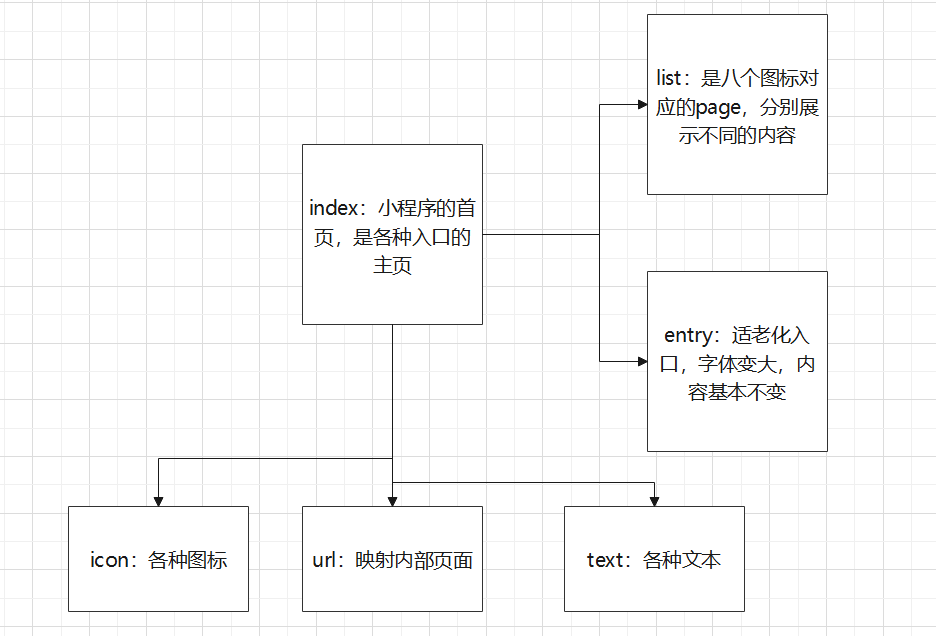 list：是八个图标对
应的page，分别展
示不同的内容
index：小程序的首
页，是各种入口的
主页
entry：适老化入
口，字体变大，内
容基本不变
icon：各种图标
url：映射内部页面
text：各种文本